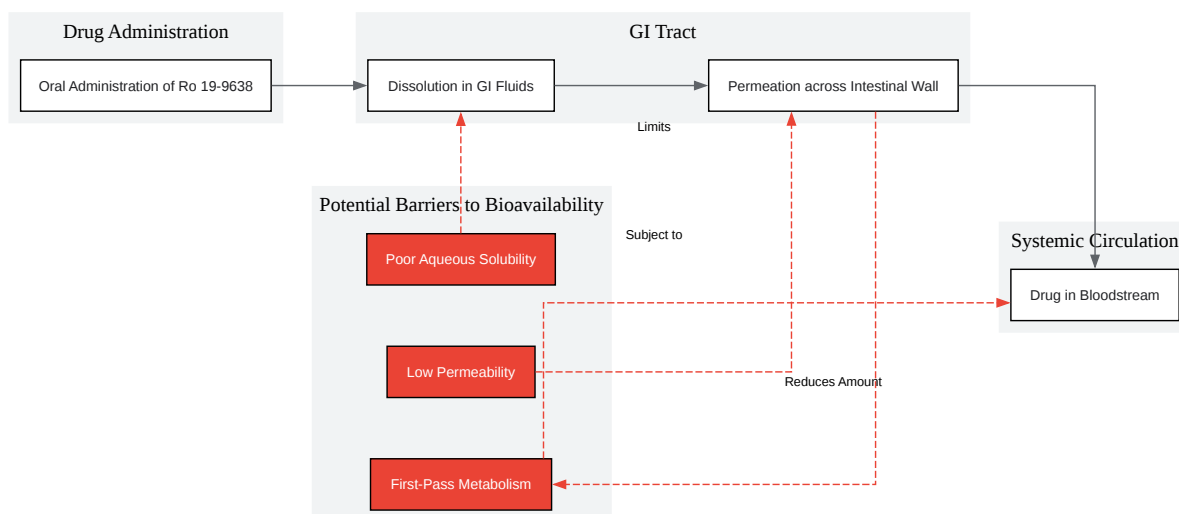 Drug Administration
GI Tract
Oral Administration of Ro 19-9638
Dissolution in GI Fluids
Permeation across Intestinal Wall
Limits
Potential Barriers to Bioavailability
Subject to
Systemic Circulation
Poor Aqueous Solubility
Drug in Bloodstream
Low Permeability
Reduces Amount
First-Pass Metabolism